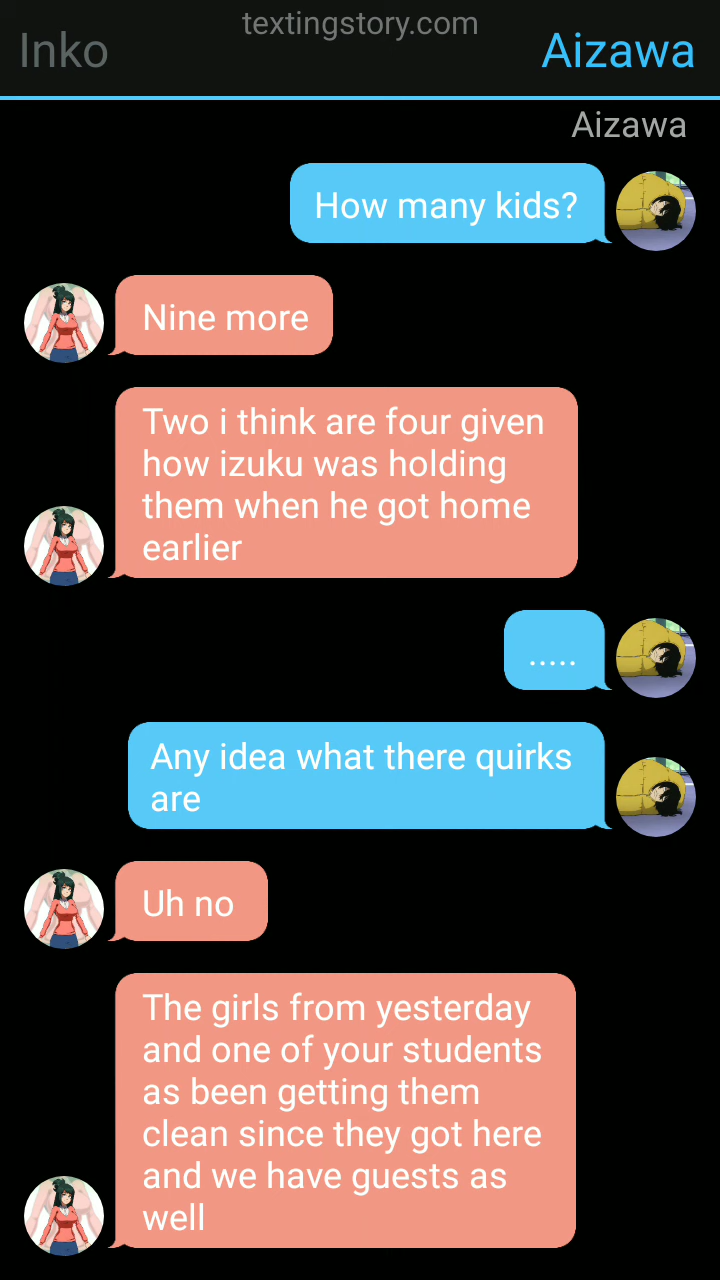 textingstory.com
Inko
Aizawa
Aizawa
How many kids?
Nine more
Two i think are four given
how izuku was holding
them when he got home
earlier
.....
Any idea what there quirks
are
Uh no
The girls from yesterday
and one of your students
as been getting them
clean since they got here
and we have guests as
well